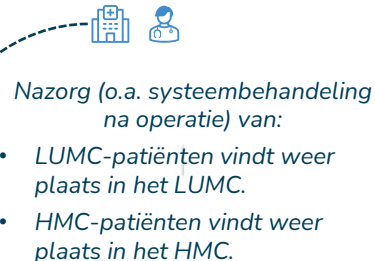 Nazorg (o.a. systeembehandeling
na operatie) van:
• LUMC-patiënten vindt weer
plaats in het LUMC.
• HMC-patiënten vindt weer
plaats in het HMC.